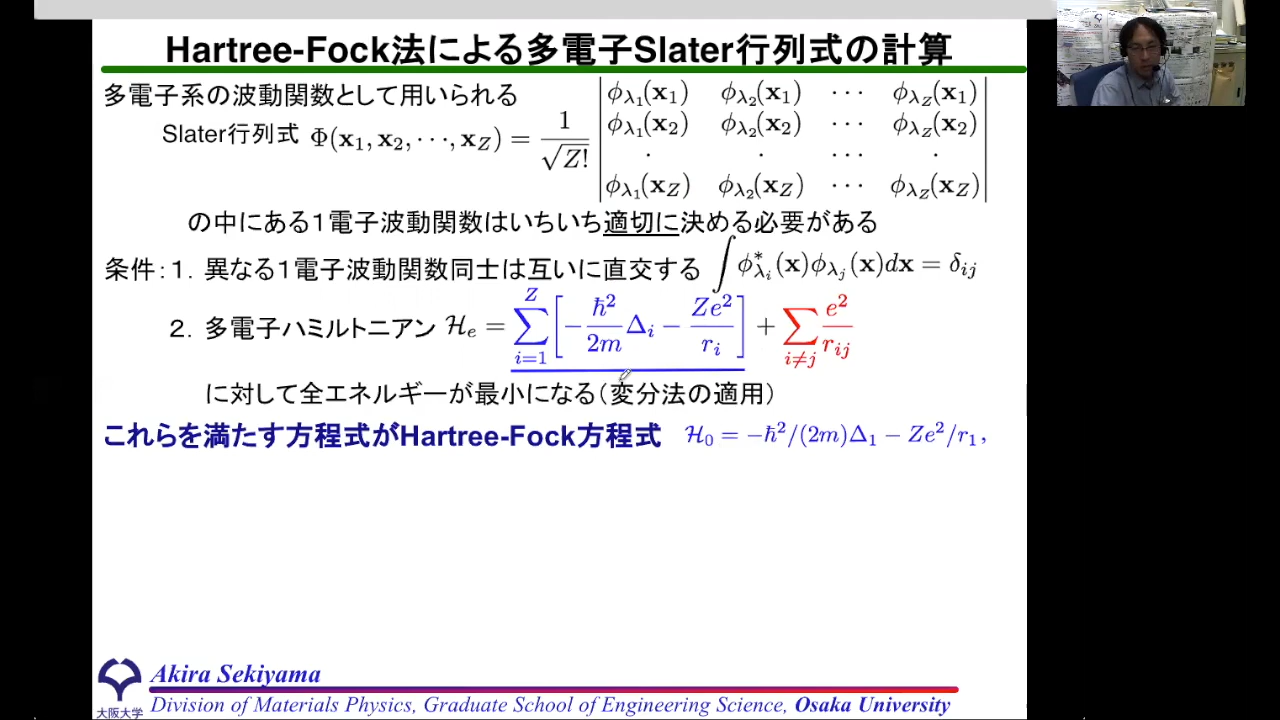 Hartree-Fock法による多電子Slater行列式の計算
多電子系の波動関数として用いられる
Slater行列式 Φ(x₁, x₂, ···, x_Z) = 1/√Z! | φ_λ₁(x₁) φ_λ₂(x₁) ··· φ_λ_Z(x₁) |
| φ_λ₁(x₂) φ_λ₂(x₂) ··· φ_λ_Z(x₂) |
| · · ··· · |
| φ_λ₁(x_Z) φ_λ₂(x_Z) ··· φ_λ_Z(x_Z) |
の中にある１電子波動関数はいちいち適切に決める必要がある
条件：１．異なる１電子波動関数同士は互いに直交する ∫φ*_λᵢ(x)φ_λⱼ(x)dx = δᵢⱼ
２．多電子ハミルトニアン ℋₑ = Σ_{i=1}^{Z} [−ħ²/2m Δᵢ − Ze²/rᵢ] + Σ_{i≠j} e²/rᵢⱼ
に対して全エネルギーが最小になる（変分法の適用）
これらを満たす方程式がHartree-Fock方程式 ℋ₀ = −ħ²/(2m)Δ₁ − Ze²/r₁,
Akira Sekiyama
大阪大学 Division of Materials Physics, Graduate School of Engineering Science, Osaka University